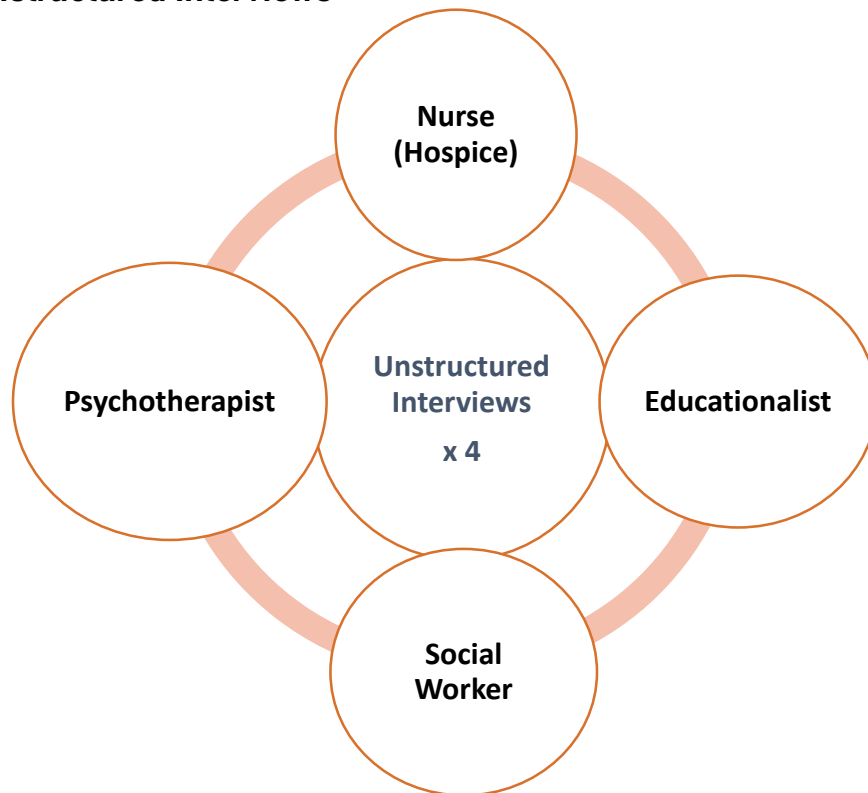 Nurse
(Hospice)
Psychotherapist
Unstructured
Interviews
x 4
Educationalist
Social
Worker